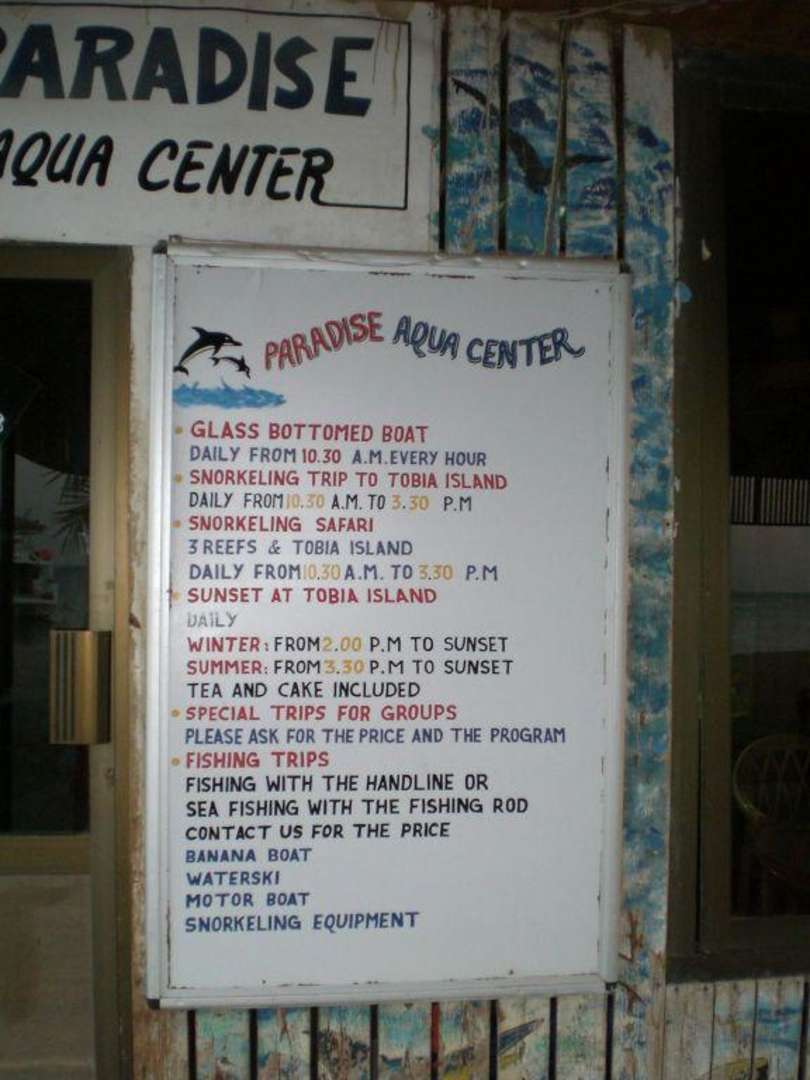 PARADISE
AQUA CENTER
PARADISE AQUA CENTER
GLASS BOTTOMED BOAT
DAILY FROM 10.30 A.M. EVERY HOUR
SNORKELING TRIP TO TOBIA ISLAND
DAILY FROM 10.30 A.M. TO 3.30 P.M
SNORKELING SAFARI
3 REEFS & TOBIA ISLAND
DAILY FROM 10.30 A.M. TO 3.30 P.M
SUNSET AT TOBIA ISLAND
DAILY
WINTER: FROM 2.00 P.M TO SUNSET
SUMMER: FROM 3.30 P.M TO SUNSET
TEA AND CAKE INCLUDED
SPECIAL TRIPS FOR GROUPS
PLEASE ASK FOR THE PRICE AND THE PROGRAM
FISHING TRIPS
FISHING WITH THE HANDLINE OR
SEA FISHING WITH THE FISHING ROD
CONTACT US FOR THE PRICE
BANANA BOAT
WATERSKI
MOTOR BOAT
SNORKELING EQUIPMENT